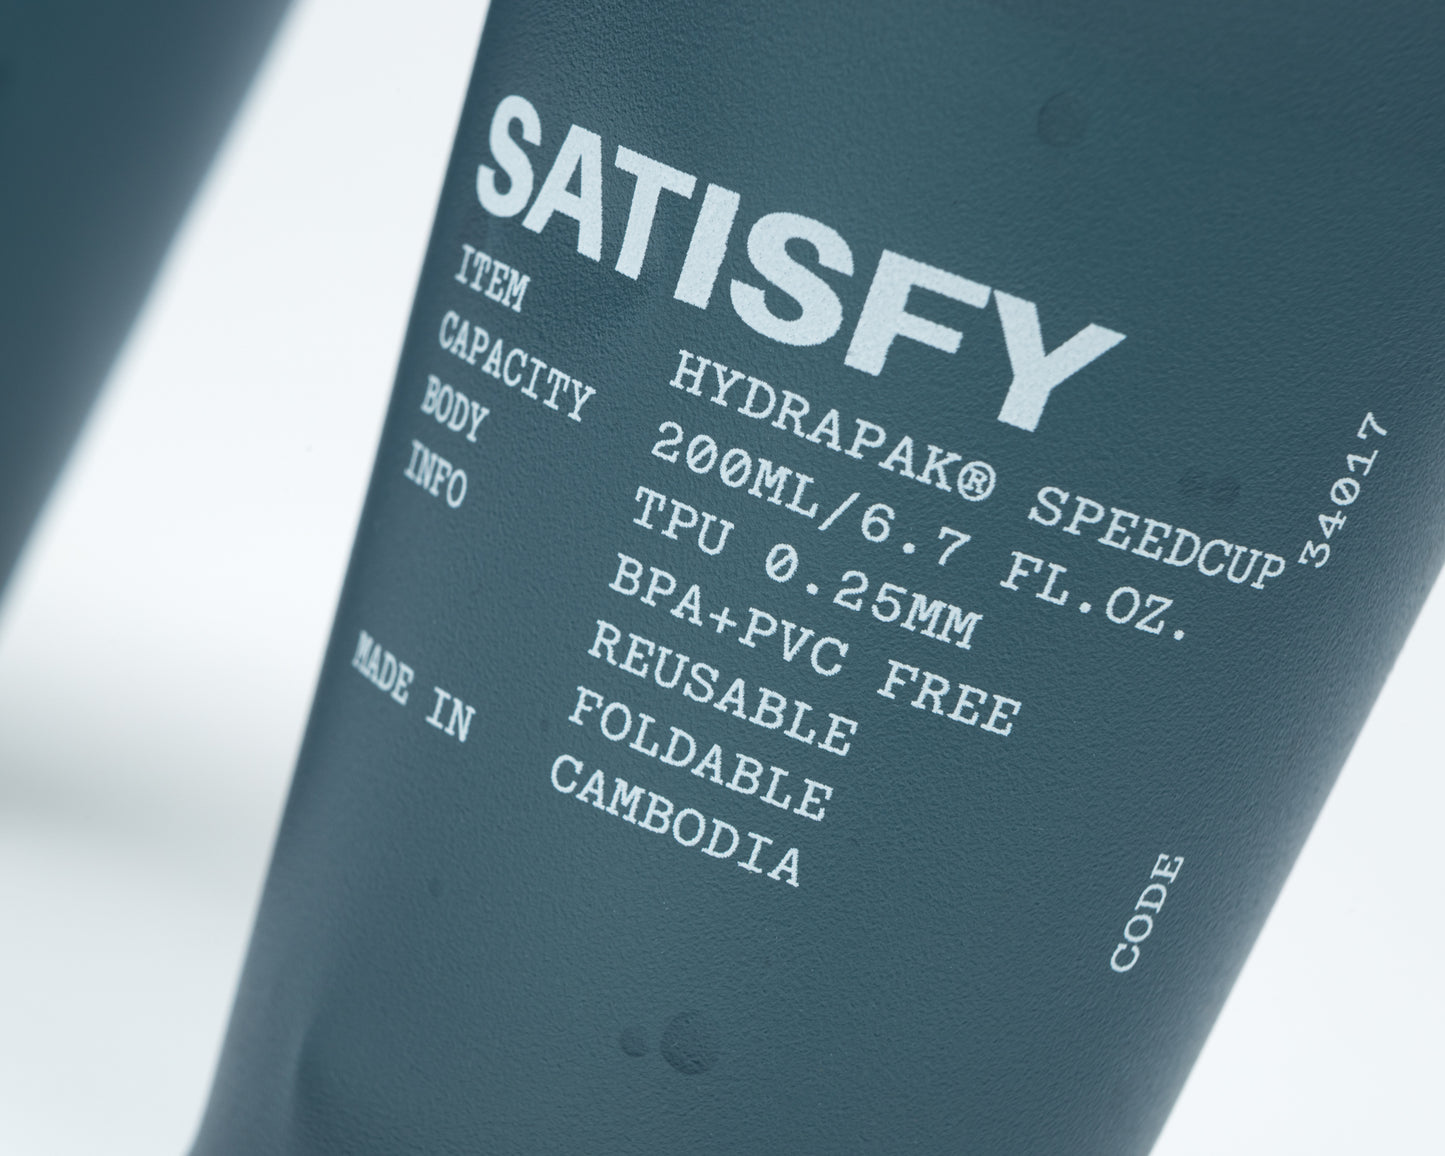 SATISFY
ITEM HYDRAPAK® SPEEDCUP
CAPACITY 200ML/6.7 FL.OZ.
BODY TPU 0.25MM
INFO BPA+PVC FREE
REUSABLE
FOLDABLE
MADE IN CAMBODIA
CODE 34017